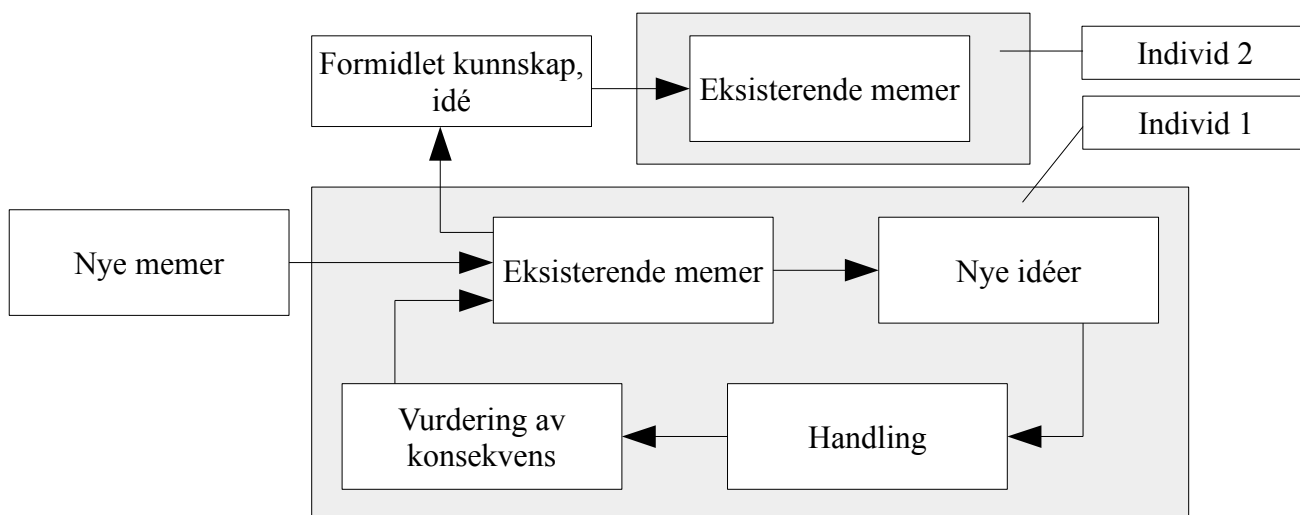 Formidlet kunnskap,
idé
Eksisterende memer
Individ 2
Individ 1
Nye memer
Eksisterende memer
Nye idéer
Vurdering av
konsekvens
Handling